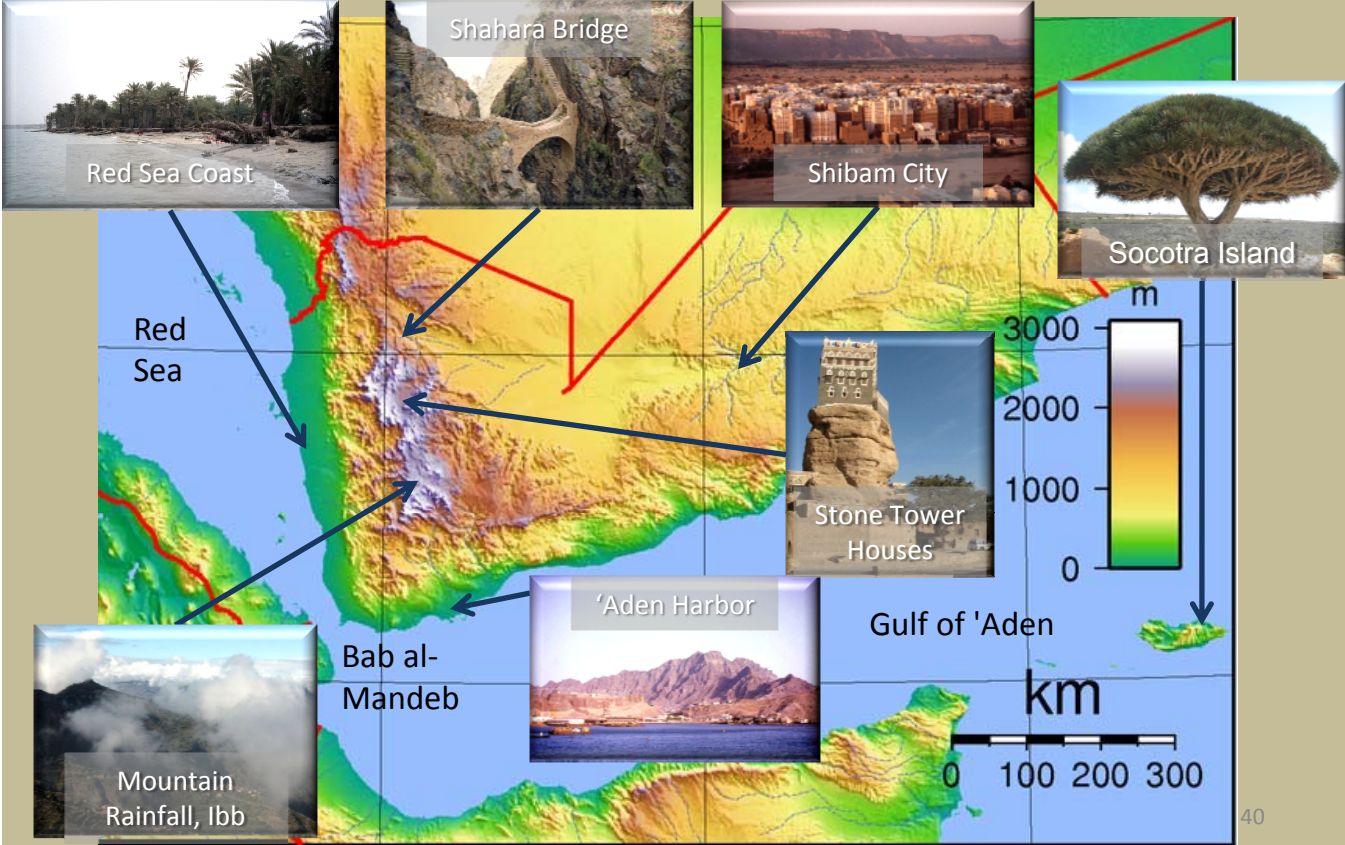 Shahara Bridge
Red Sea Coast
Shibam City
Socotra Island
Red
Sea
m
3000
2000
1000
0
Stone Tower
Houses
‘Aden Harbor
Gulf of 'Aden
Bab al-
Mandeb
km
0 100 200 300
Mountain
Rainfall, Ibb
40